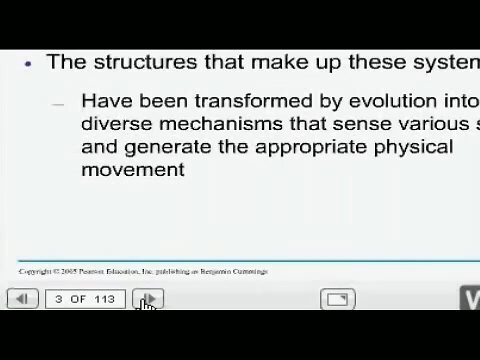 • The structures that make up these system
– Have been transformed by evolution into
diverse mechanisms that sense various s
and generate the appropriate physical
movement
Copyright © 2005 Pearson Education, Inc. publishing as Benjamin Cummings
3 OF 113